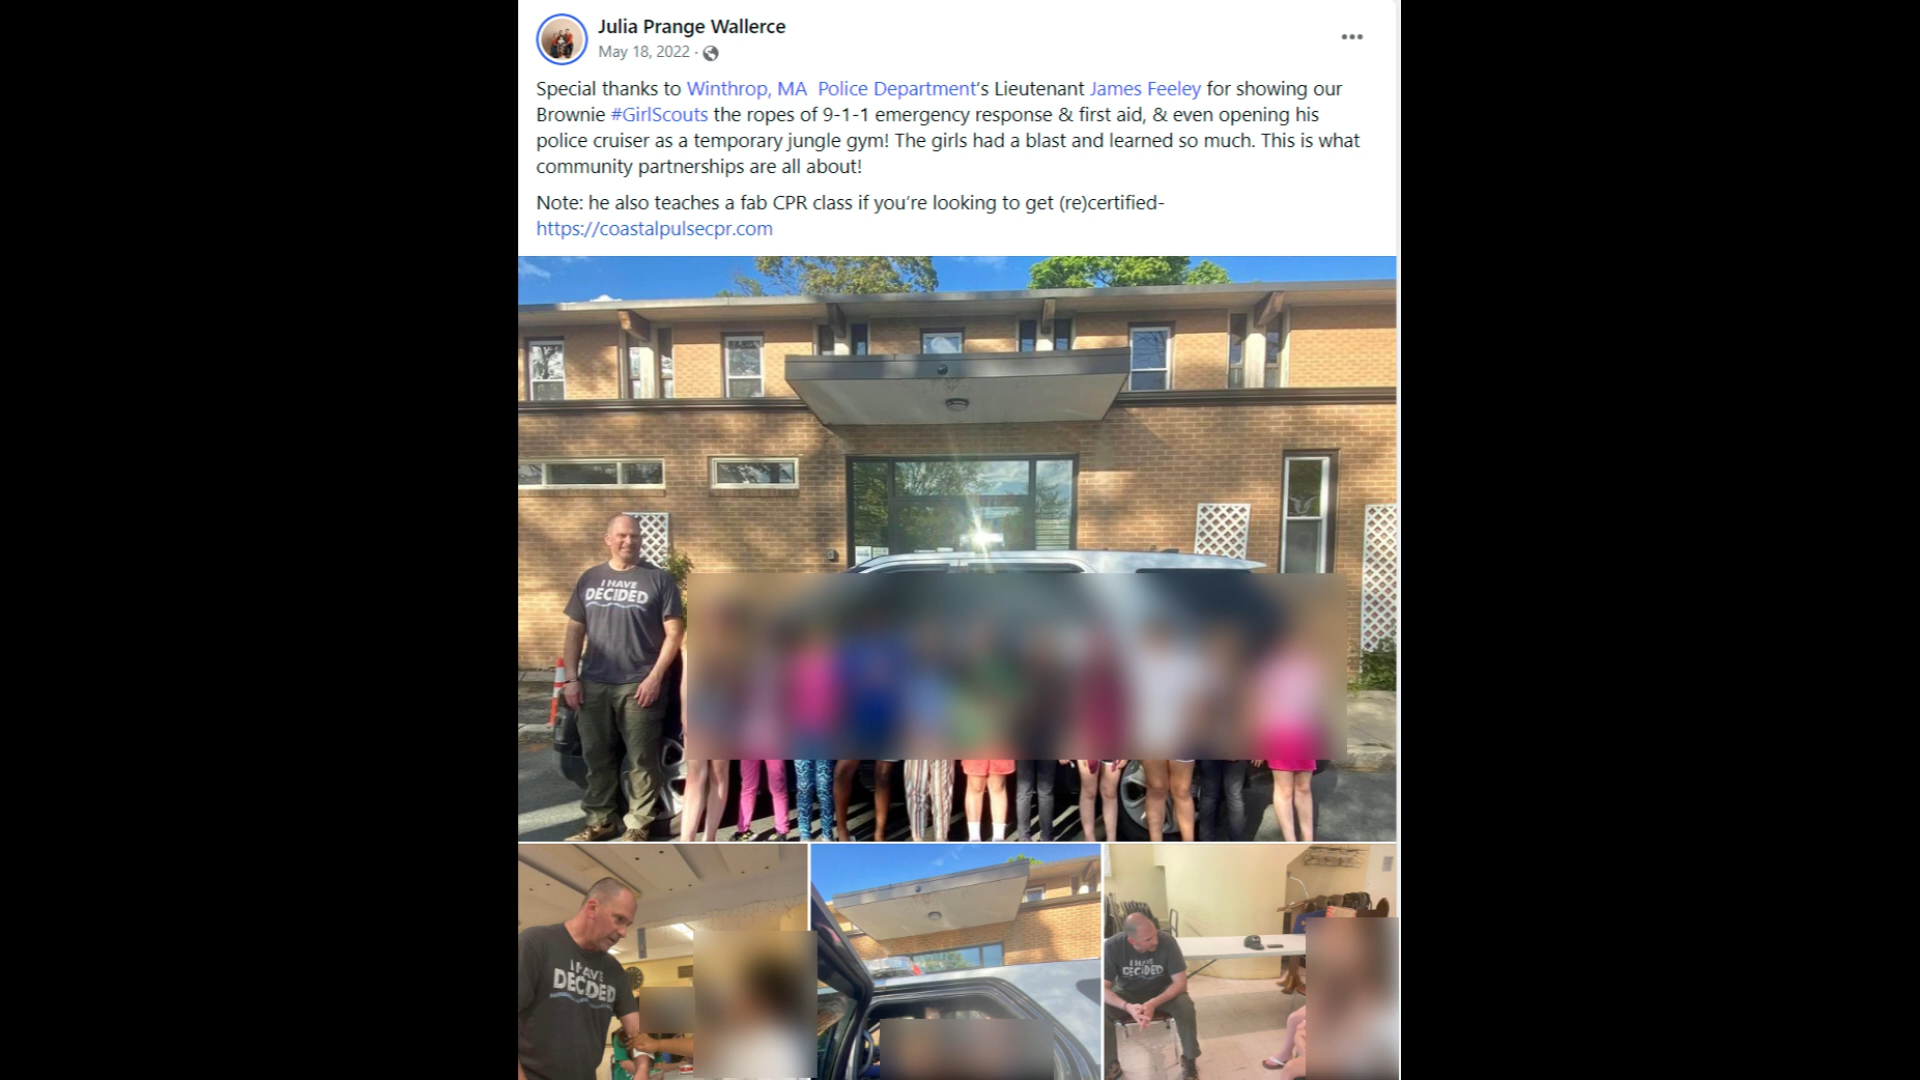 Julia Prange Wallerce
May 18, 2022 ·
Special thanks to Winthrop, MA Police Department's Lieutenant James Feeley for showing our
Brownie #GirlScouts the ropes of 9-1-1 emergency response & first aid, & even opening his
police cruiser as a temporary jungle gym! The girls had a blast and learned so much. This is what
community partnerships are all about!
Note: he also teaches a fab CPR class if you're looking to get (re)certified-
https://coastalpulsecpr.com
I HAVE
DECIDED
I HAVE
DECIDED
I HAVE
DECIDED